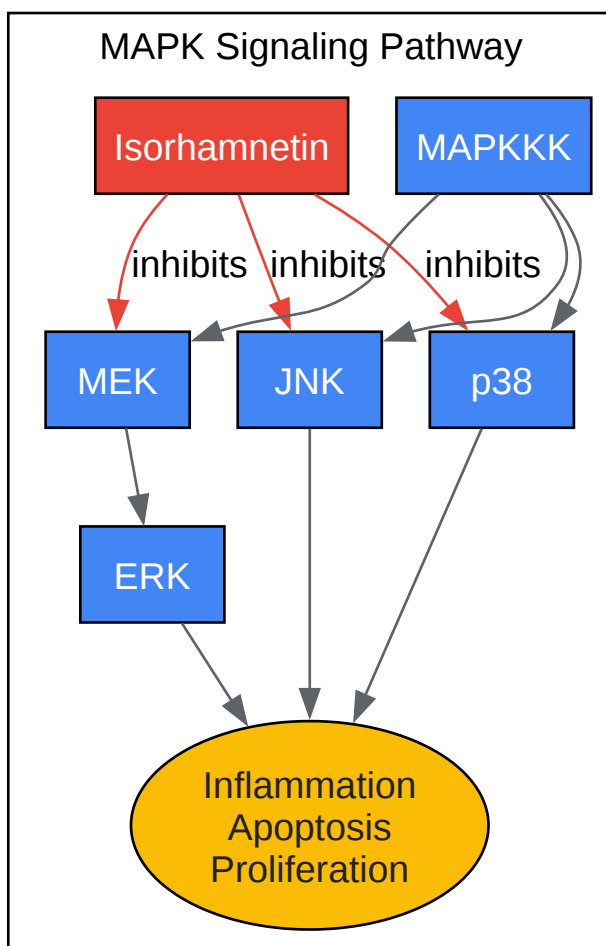 MAPK Signaling Pathway
Isorhamnetin
MAPKKK
inhibits
inhibits
inhibits
MEK
JNK
p38
ERK
Inflammation
Apoptosis
Proliferation